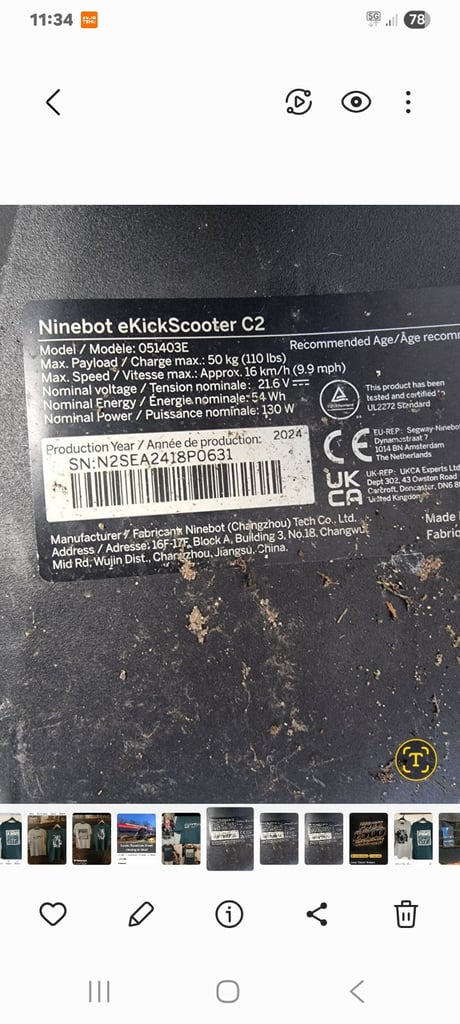 11:34
5G
78
Ninebot eKickScooter C2
Recommended Age/Âge recomr
Model / Modèle: 051403E
Max. Payload / Charge max.: 50 kg (110 lbs)
Max. Speed / Vitesse max.: Approx. 16 km/h (9.9 mph)
Nominal voltage / Tension nominale: 21.6 V
Nominal Energy / Énergie nominale: 54 Wh
Nominal Power / Puissance nominale: 130 W
This product has been
tested and certified to
UL2272 Standard
Production Year / Année de production: 2024
SN:N2SEA2418P0631
CE
EU-REP: Segway-Ninebo
Dynamostraat 7
1014 BN Amsterdam
The Netherlands
UK
CA
UK-REP: UKCA Experts Ltd
Dept 302, 43 Owston Road
Carcroft, Doncaster, DN6 8
United Kingdom
Manufacturer / Fabricant: Ninebot (Changzhou) Tech Co., Ltd.
Address / Adresse: 16F-17F, Block A, Building 3, No.18, Changwu
Mid Rd, Wujin Dist., Changzhou, Jiangsu, China.
Made i
Fabric
T